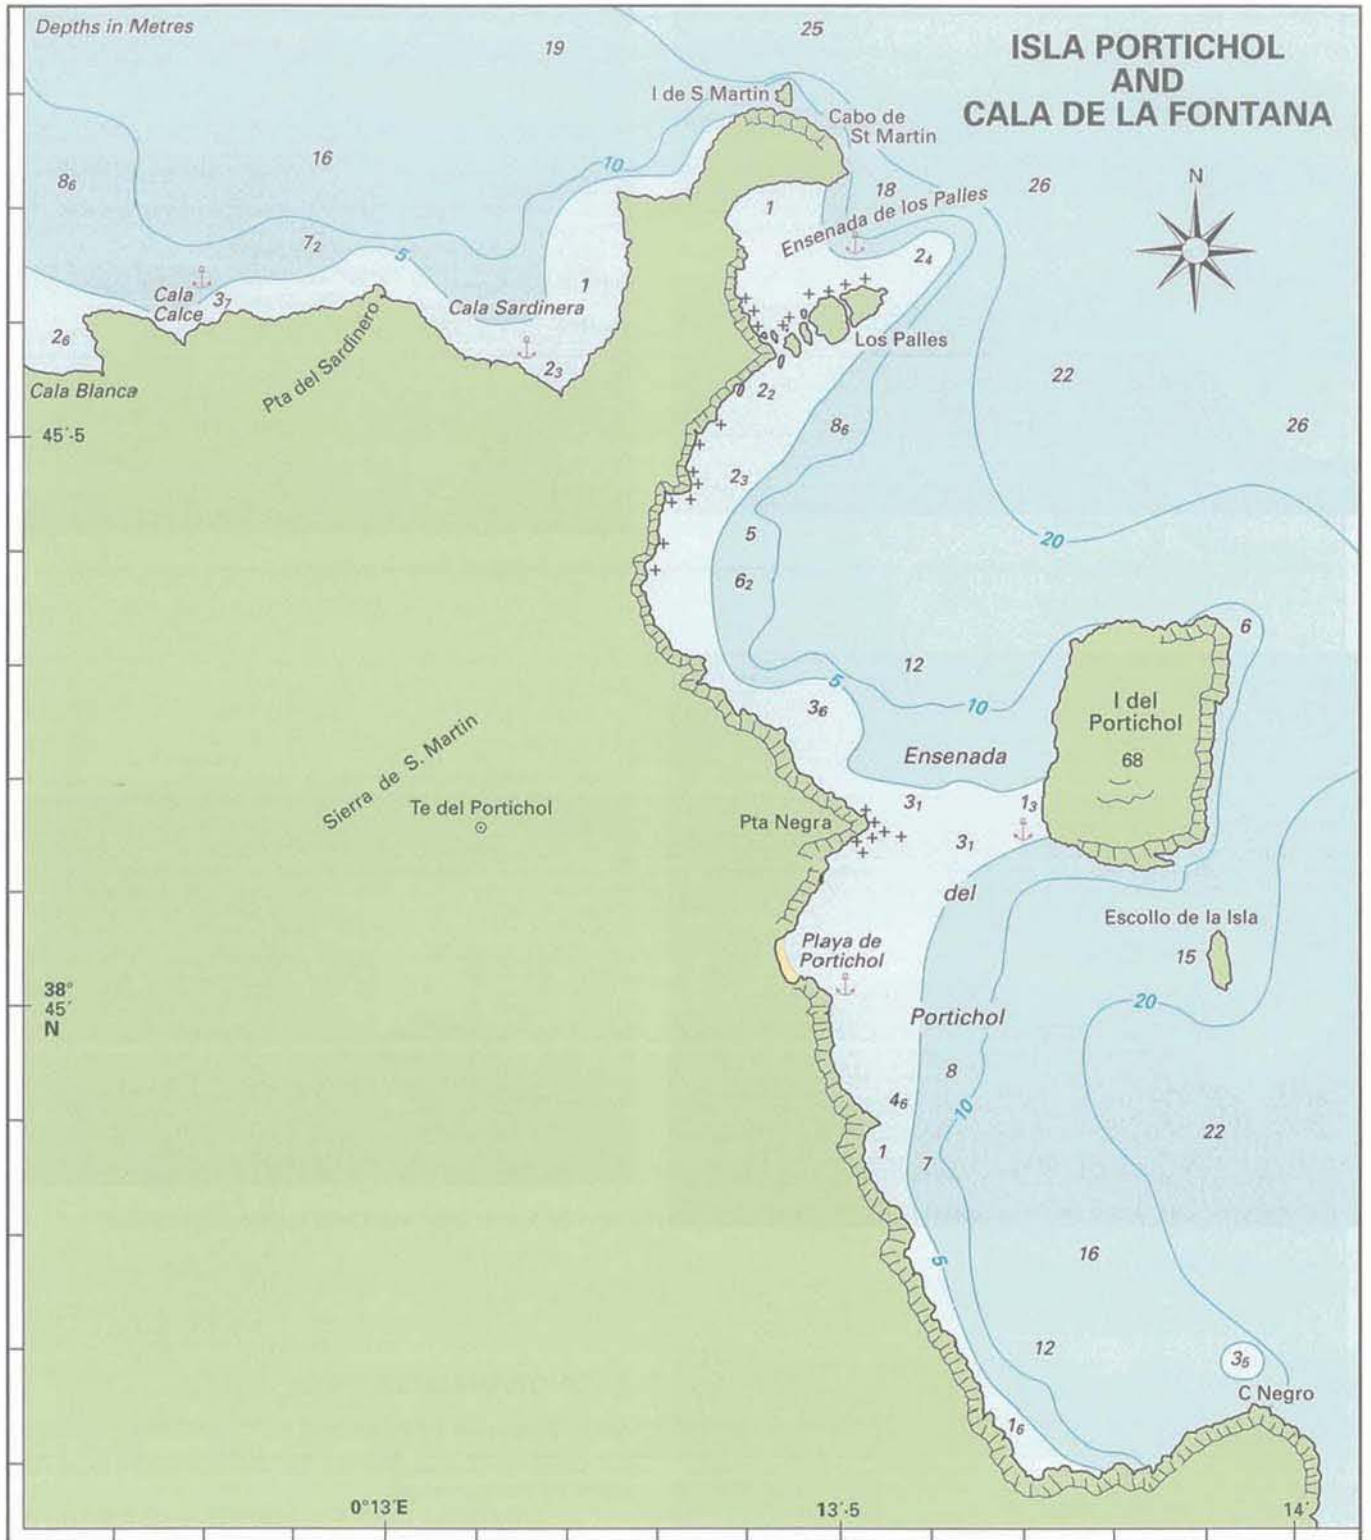 Depths in Metres
19
25
ISLA PORTICHOL
AND
CALA DE LA FONTANA
I de S Martin
Cabo de
St Martin
10
16
8₆
18
26
N
1
Ensenada de los Palles
7₂
5
2₄
Cala
Calce
3₇
Cala Sardinera
1
2₆
Los Palles
Pta del Sardinero
2₃
22
Cala Blanca
2₂
8₆
26
45´·5
2₃
5
20
6₂
6
12
5
3₆
10
I del
Portichol
68
Ensenada
Sierra de S. Martin
Te del Portichol
Pta Negra
3₁
1₃
3₁
del
Escollo de la Isla
Playa de
Portichol
15
38°
45´
N
20
Portichol
8
4₆
10
22
1
7
16
5
12
3₅
C Negro
1₆
0°13´E
13´·5
14´